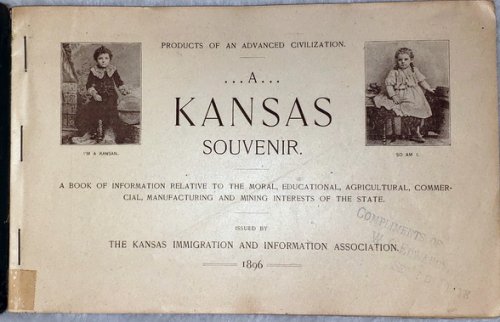 PRODUCTS OF AN ADVANCED CIVILIZATION.
...A...
KANSAS
SOUVENIR.
I'M A KANSAN.
SO AM I.
A BOOK OF INFORMATION RELATIVE TO THE MORAL, EDUCATIONAL, AGRICULTURAL, COMMER-
CIAL, MANUFACTURING AND MINING INTERESTS OF THE STATE.
ISSUED BY
THE KANSAS IMMIGRATION AND INFORMATION ASSOCIATION.
1896
COMPLIMENTS OF